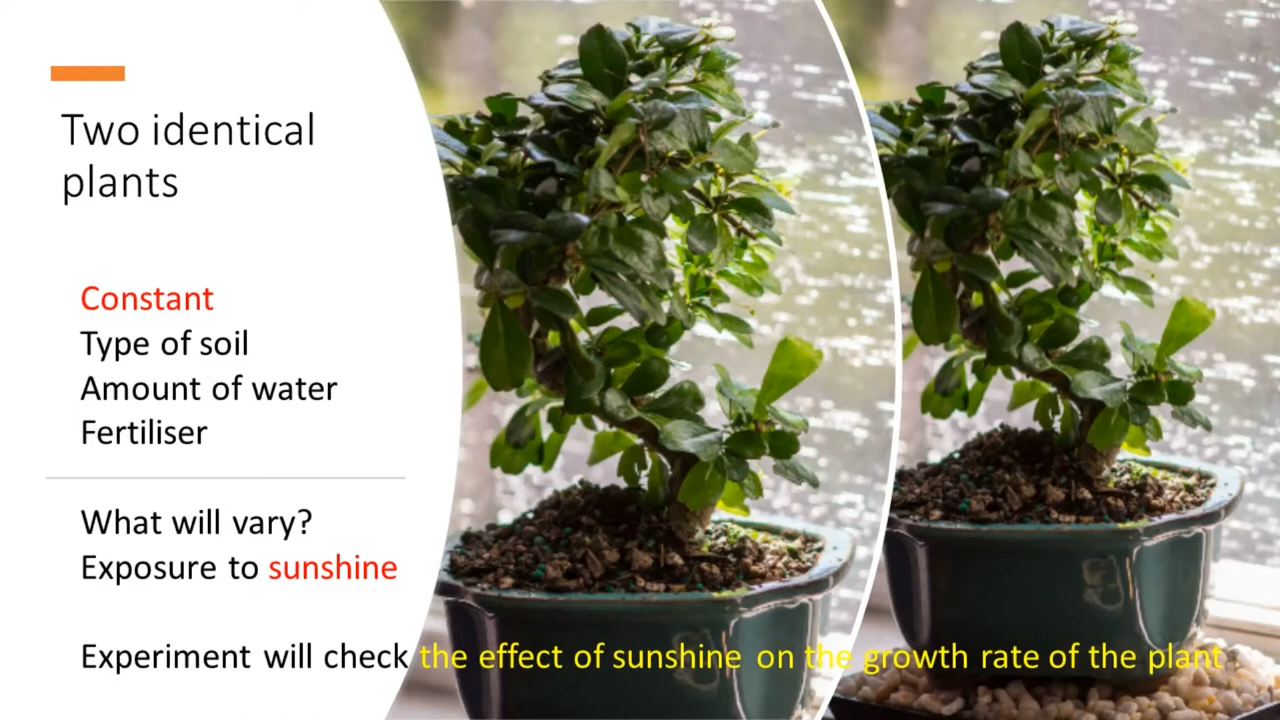 Two identical
plants
Constant
Type of soil
Amount of water
Fertiliser
What will vary?
Exposure to sunshine
Experiment will check the effect of sunshine on the growth rate of the plant